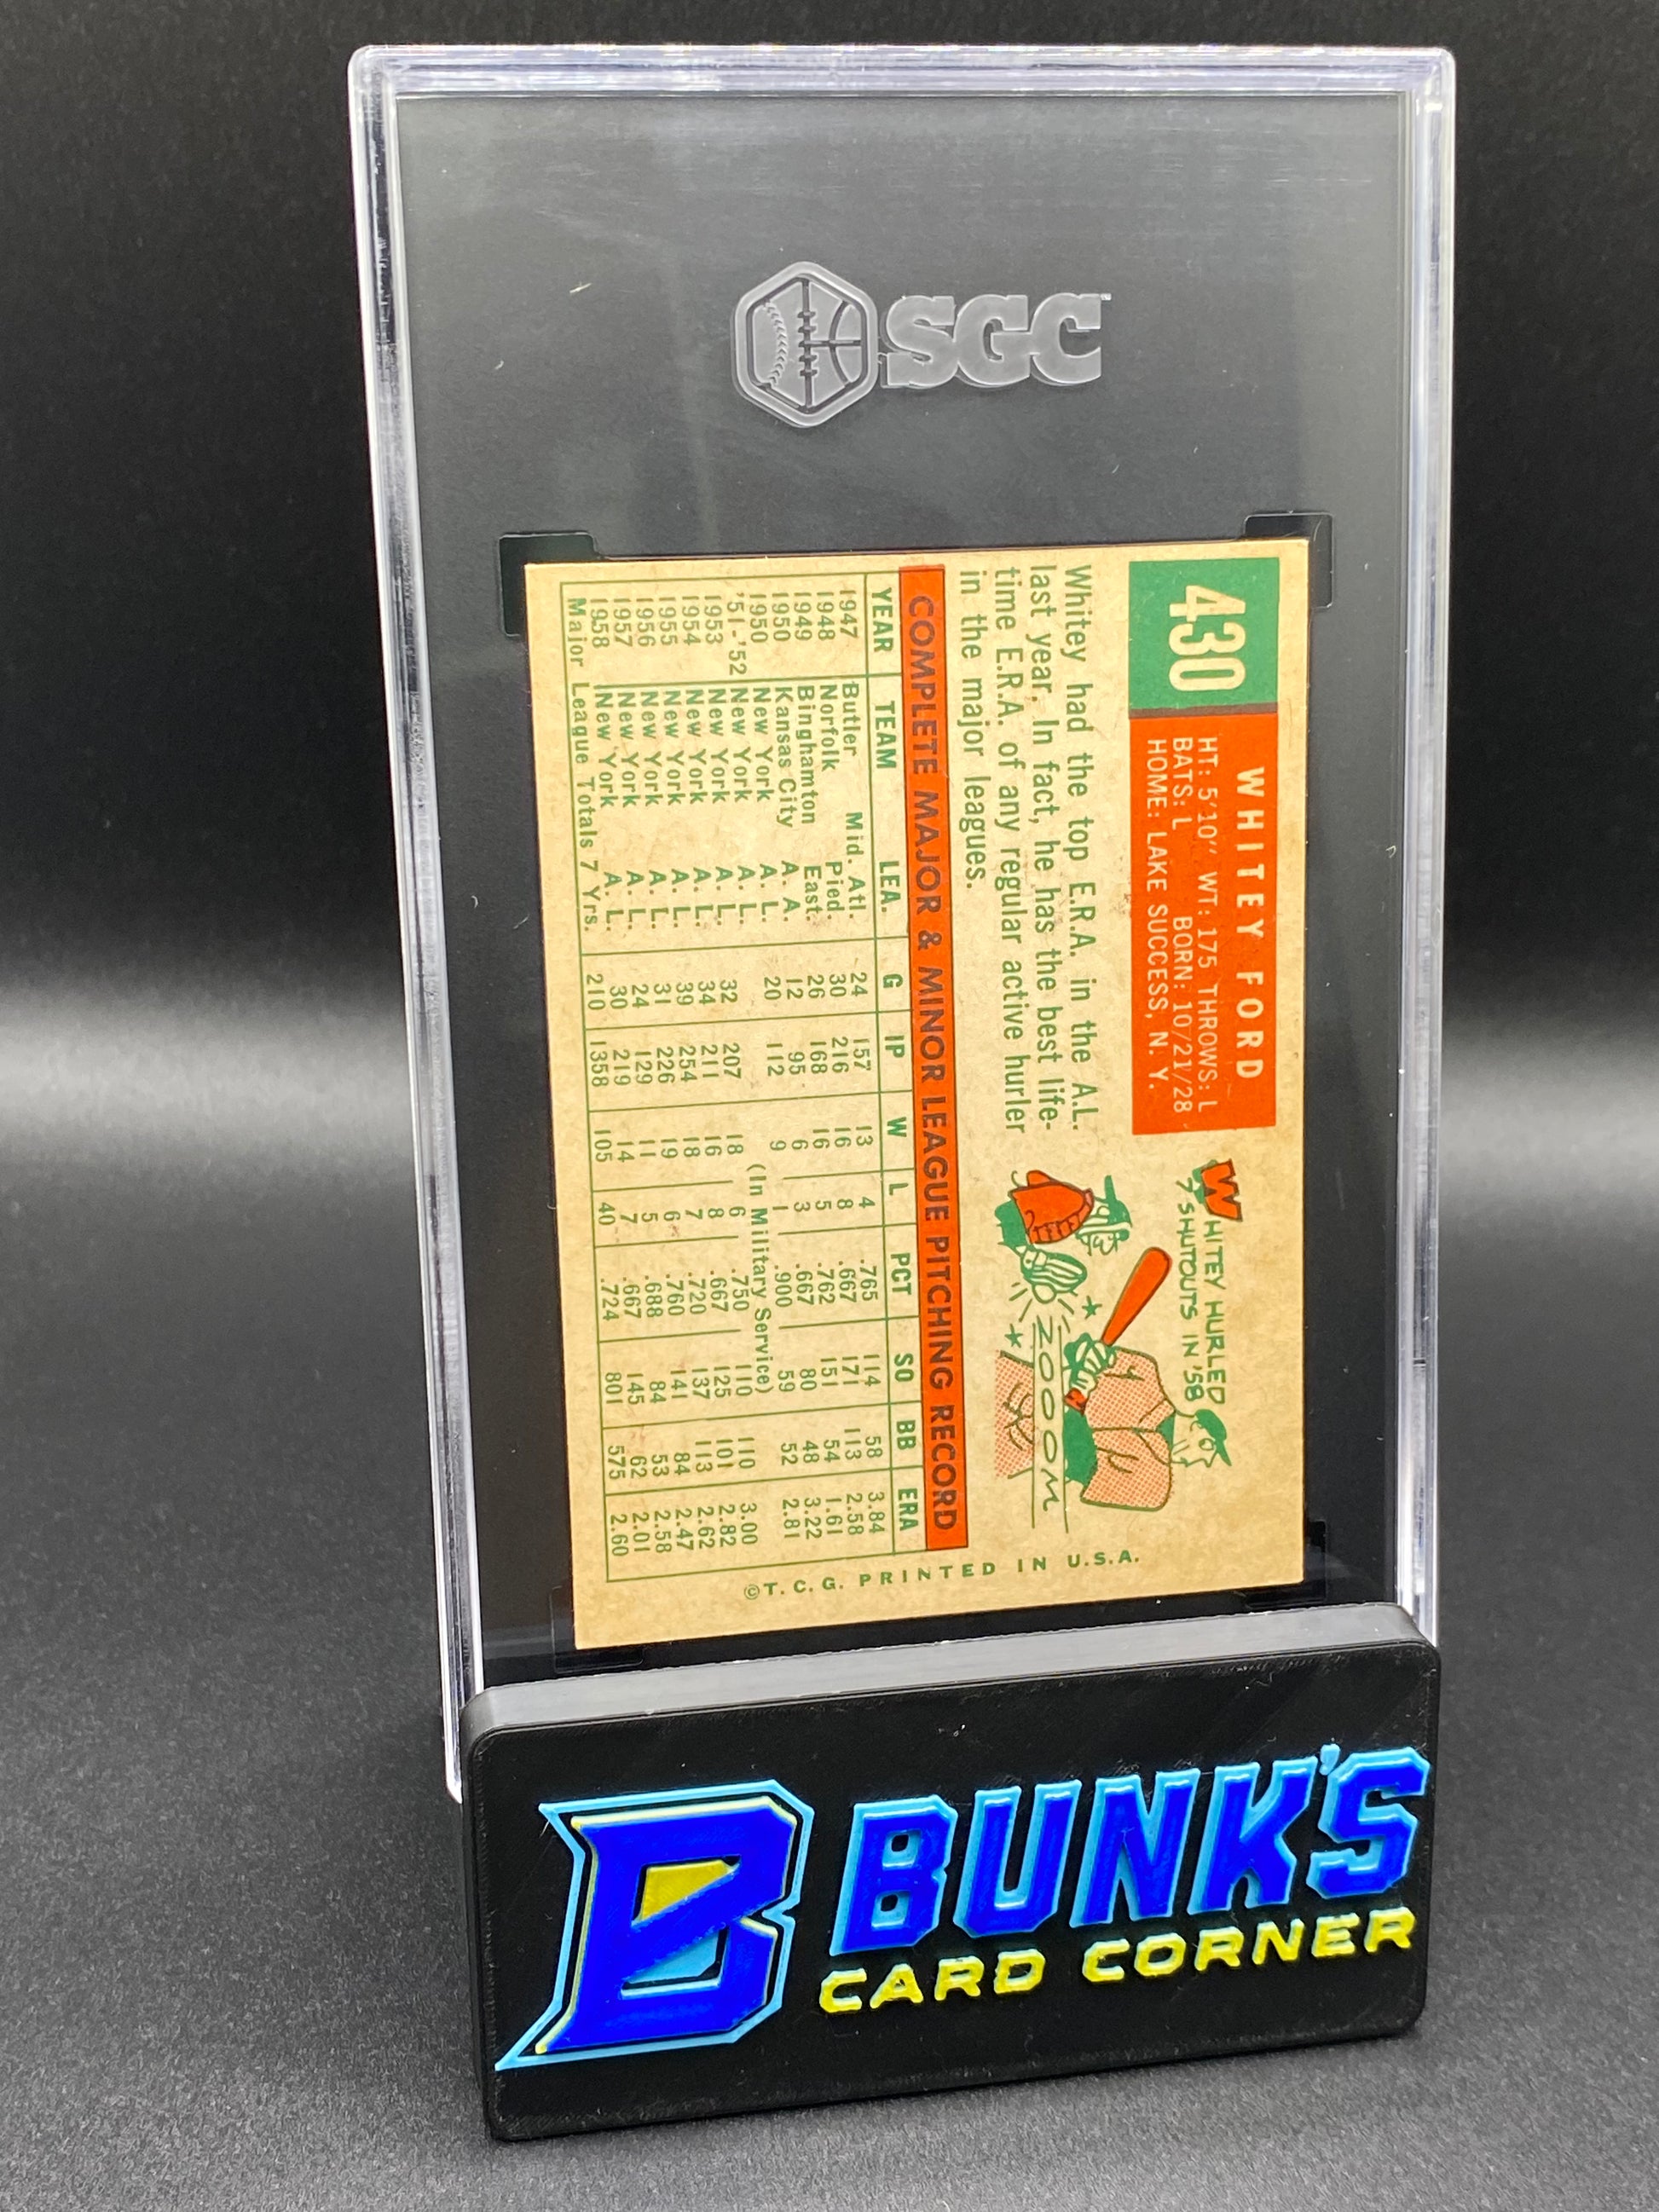 SGC
430
WHITEY FORD
HT: 5'10" WT: 175 THROWS: L
BATS: L BORN: 10/21/28
HOME: LAKE SUCCESS, N. Y.
Whitey had the top E.R.A. in the A.L.
last year. In fact, he has the best life-
time E.R.A. of any regular active hurler
in the major leagues.
WHITEY HURLED
7 SHUTOUTS IN '58
ZOOOM
COMPLETE MAJOR & MINOR LEAGUE PITCHING RECORD
YEAR TEAM LEA. G IP W L PCT SO BB ERA
1947 Butler Mid. Atl. 24 157 13 4 .765 114 58 3.84
1948 Norfolk Pied. 30 216 16 8 .667 171 113 2.58
1949 Binghamton East. 26 168 16 5 .762 151 54 1.61
1950 Kansas City A. A. 12 95 6 3 .667 80 48 3.22
1950 New York A. L. 20 112 9 1 .900 59 52 2.81
'51-'52 New York A. L. (In Military Service)
1953 New York A. L. 32 207 18 6 .750 110 110 3.00
1954 New York A. L. 34 211 16 8 .667 125 101 2.82
1955 New York A. L. 39 254 18 7 .720 137 113 2.62
1956 New York A. L. 31 226 19 6 .760 141 84 2.47
1957 New York A. L. 24 129 11 5 .688 84 53 2.58
1958 New York A. L. 30 219 14 7 .667 145 62 2.01
Major League Totals 7 Yrs. 210 1358 105 40 .724 801 575 2.60
©T.C.G. PRINTED IN U.S.A.
B BUNK'S
CARD CORNER